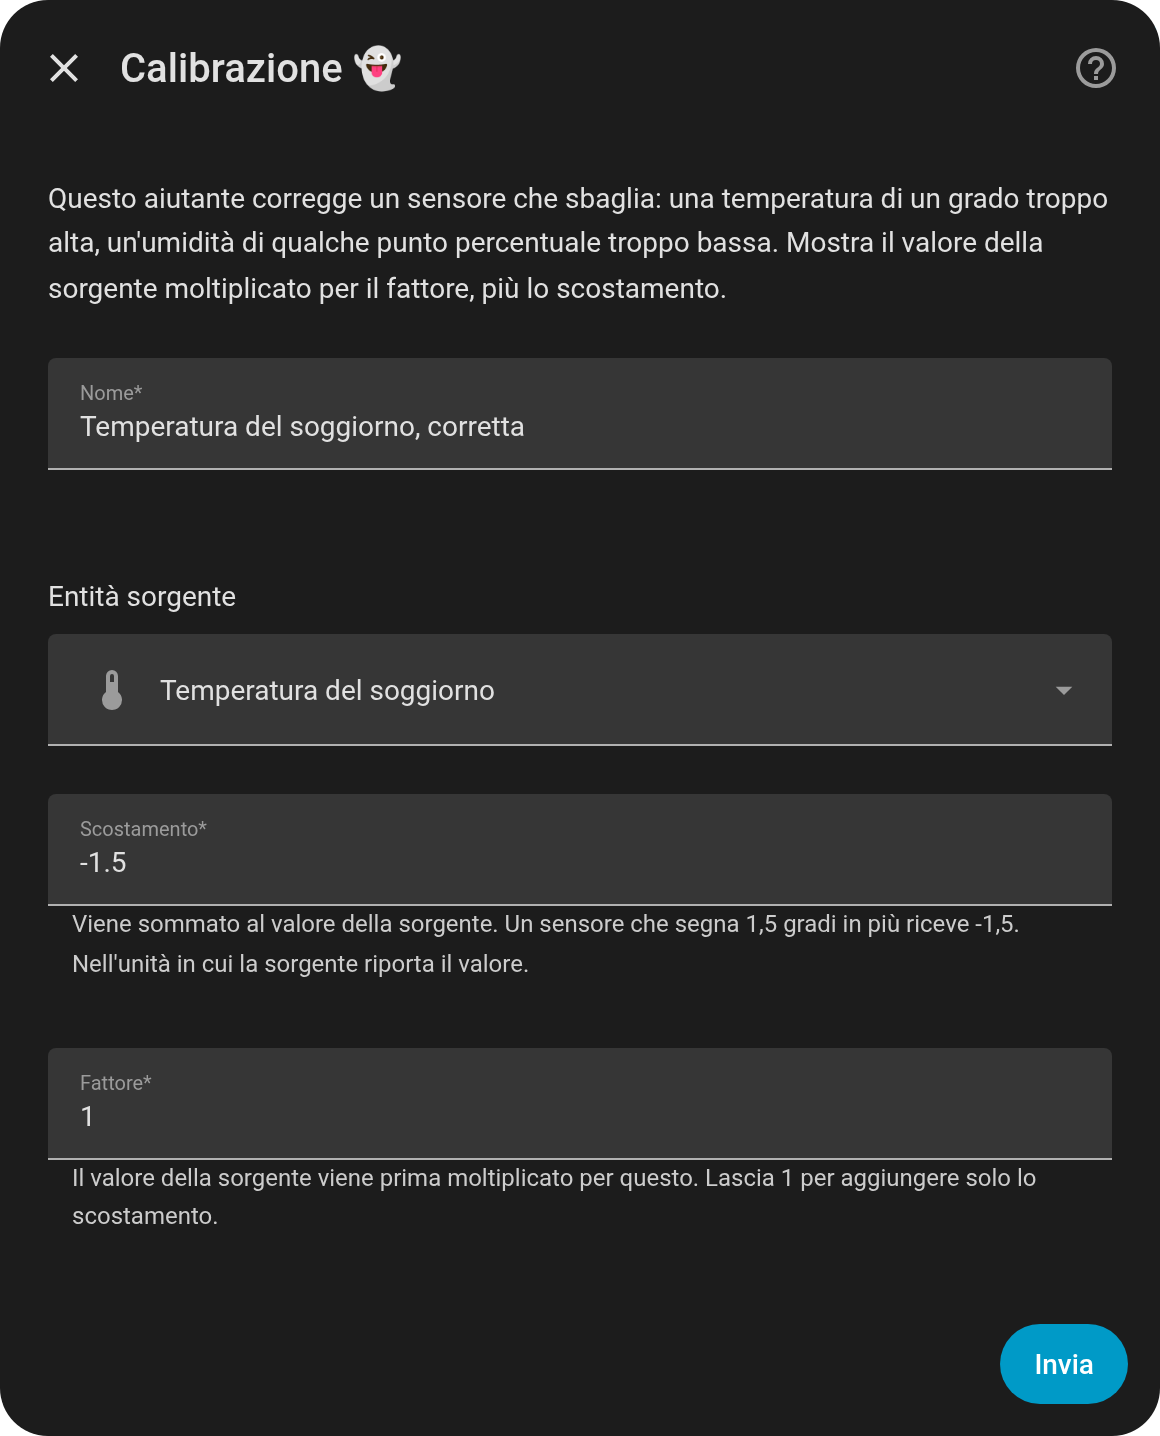 Calibrazione 👻
Questo aiutante corregge un sensore che sbaglia: una temperatura di un grado troppo
alta, un'umidità di qualche punto percentuale troppo bassa. Mostra il valore della
sorgente moltiplicato per il fattore, più lo scostamento.
Nome*
Temperatura del soggiorno, corretta
Entità sorgente
Temperatura del soggiorno
Scostamento*
-1.5
Viene sommato al valore della sorgente. Un sensore che segna 1,5 gradi in più riceve -1,5.
Nell'unità in cui la sorgente riporta il valore.
Fattore*
1
Il valore della sorgente viene prima moltiplicato per questo. Lascia 1 per aggiungere solo lo
scostamento.
Invia